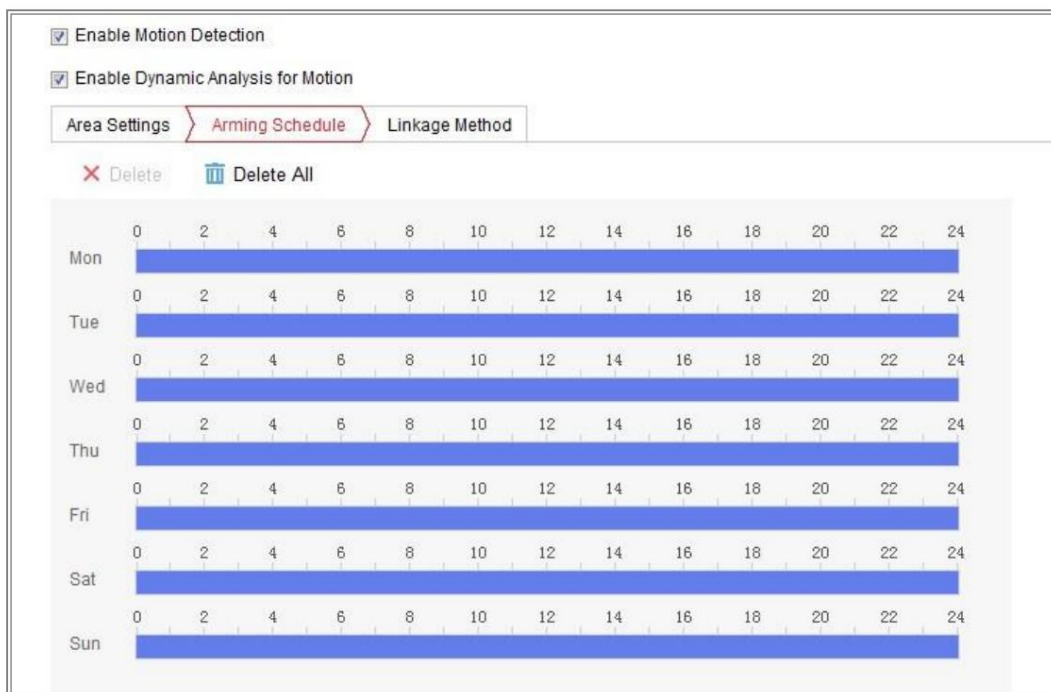 Enable Motion Detection
Enable Dynamic Analysis for Motion
Area Settings Arming Schedule Linkage Method
Delete Delete All
0 2 4 6 8 10 12 14 16 18 20 22 24
Mon
0 2 4 6 8 10 12 14 16 18 20 22 24
Tue
0 2 4 6 8 10 12 14 16 18 20 22 24
Wed
0 2 4 6 8 10 12 14 16 18 20 22 24
Thu
0 2 4 6 8 10 12 14 16 18 20 22 24
Fri
0 2 4 6 8 10 12 14 16 18 20 22 24
Sat
0 2 4 6 8 10 12 14 16 18 20 22 24
Sun